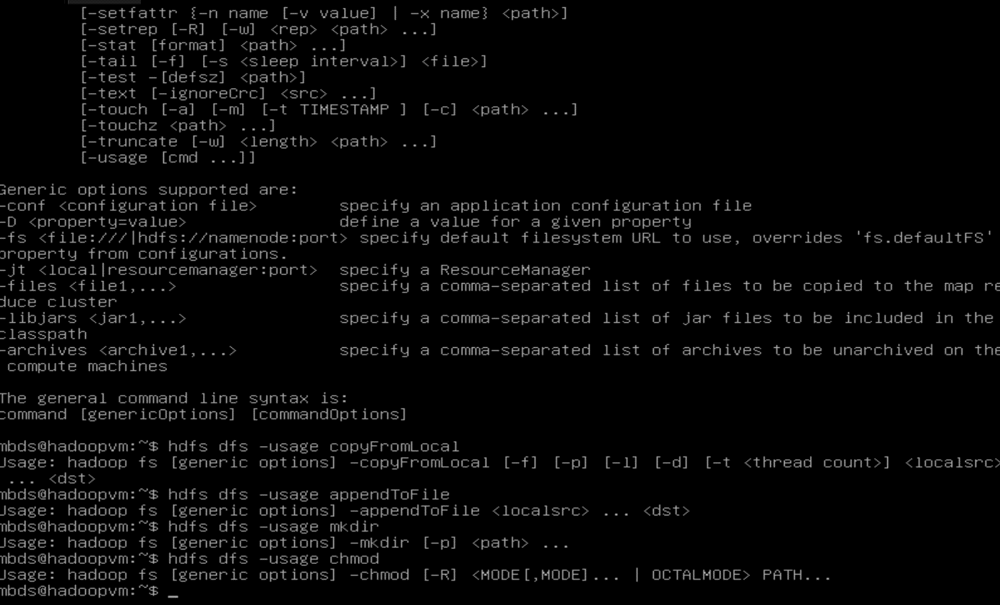 [-setfattr {-n name [-v value] | -x name} <path>]
[-setrep [-R] [-w] <rep> <path> ...]
[-stat [format] <path> ...]
[-tail [-f] [-s <sleep interval>] <file>]
[-test -[defsz] <path>]
[-text [-ignoreCrc] <src> ...]
[-touch [-a] [-m] [-t TIMESTAMP ] [-c] <path> ...]
[-touchz <path> ...]
[-truncate [-w] <length> <path> ...]
[-usage [cmd ...]]

Generic options supported are:
-conf <configuration file>        specify an application configuration file
-D <property=value>               define a value for a given property
-fs <file:///|hdfs://namenode:port> specify default filesystem URL to use, overrides 'fs.defaultFS'
property from configurations.
-jt <local|resourcemanager:port>  specify a ResourceManager
-files <file1,...>                specify a comma-separated list of files to be copied to the map re
duce cluster
-libjars <jar1,...>               specify a comma-separated list of jar files to be included in the
classpath
-archives <archive1,...>          specify a comma-separated list of archives to be unarchived on the
compute machines

The general command line syntax is:
command [genericOptions] [commandOptions]

mbds@hadoopvm:~$ hdfs dfs -usage copyFromLocal
Usage: hadoop fs [generic options] -copyFromLocal [-f] [-p] [-l] [-d] [-t <thread count>] <localsrc>
... <dst>
mbds@hadoopvm:~$ hdfs dfs -usage appendToFile
Usage: hadoop fs [generic options] -appendToFile <localsrc> ... <dst>
mbds@hadoopvm:~$ hdfs dfs -usage mkdir
Usage: hadoop fs [generic options] -mkdir [-p] <path> ...
mbds@hadoopvm:~$ hdfs dfs -usage chmod
Usage: hadoop fs [generic options] -chmod [-R] <MODE[,MODE]... | OCTALMODE> PATH...
mbds@hadoopvm:~$ _